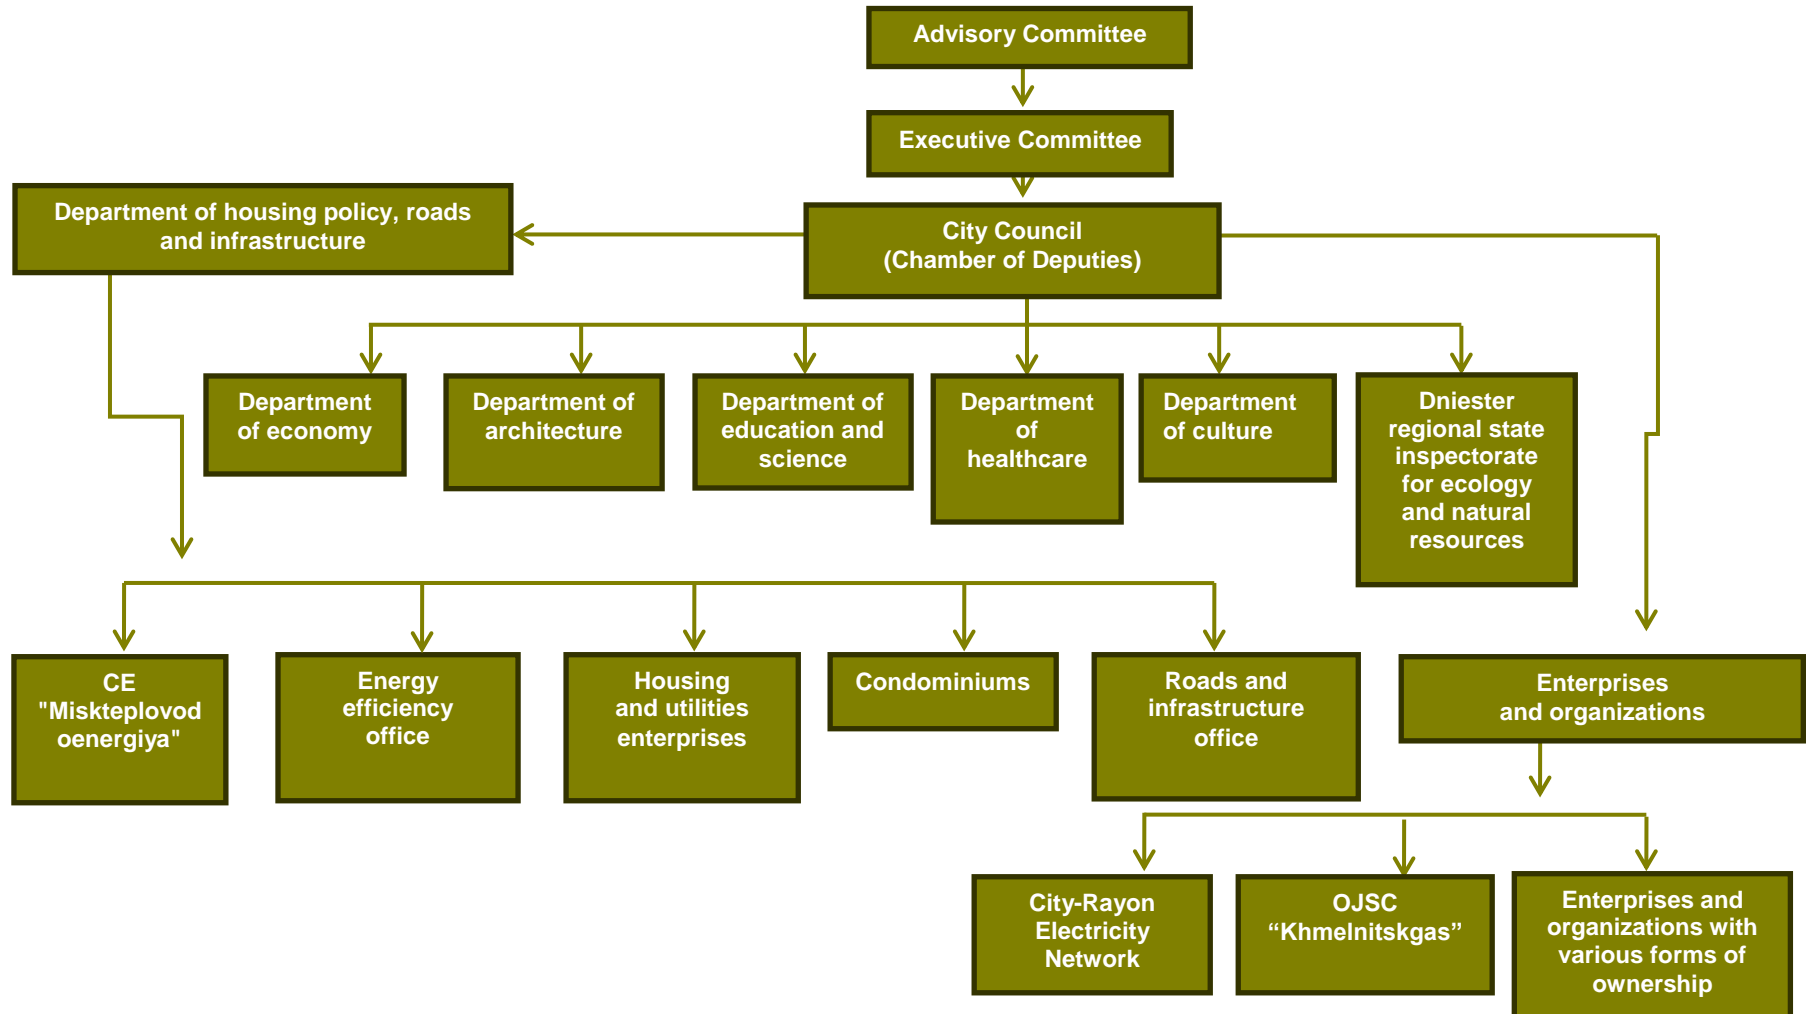 Advisory Committee
Executive Committee
Department of housing policy, roads
and infrastructure
City Council
(Chamber of Deputies)
Department
of economy
Department of
architecture
Department of
education and
science
Department
of
healthcare
Department
of culture
Dniester
regional state
inspectorate
for ecology
and natural
resources
CE
"Miskteplovod
oenergiya"
Energy
efficiency
office
Housing
and utilities
enterprises
Condominiums
Roads and
infrastructure
office
Enterprises
and organizations
City-Rayon
Electricity
Network
OJSC
“Khmelnitskgas”
Enterprises and
organizations with
various forms of
ownership